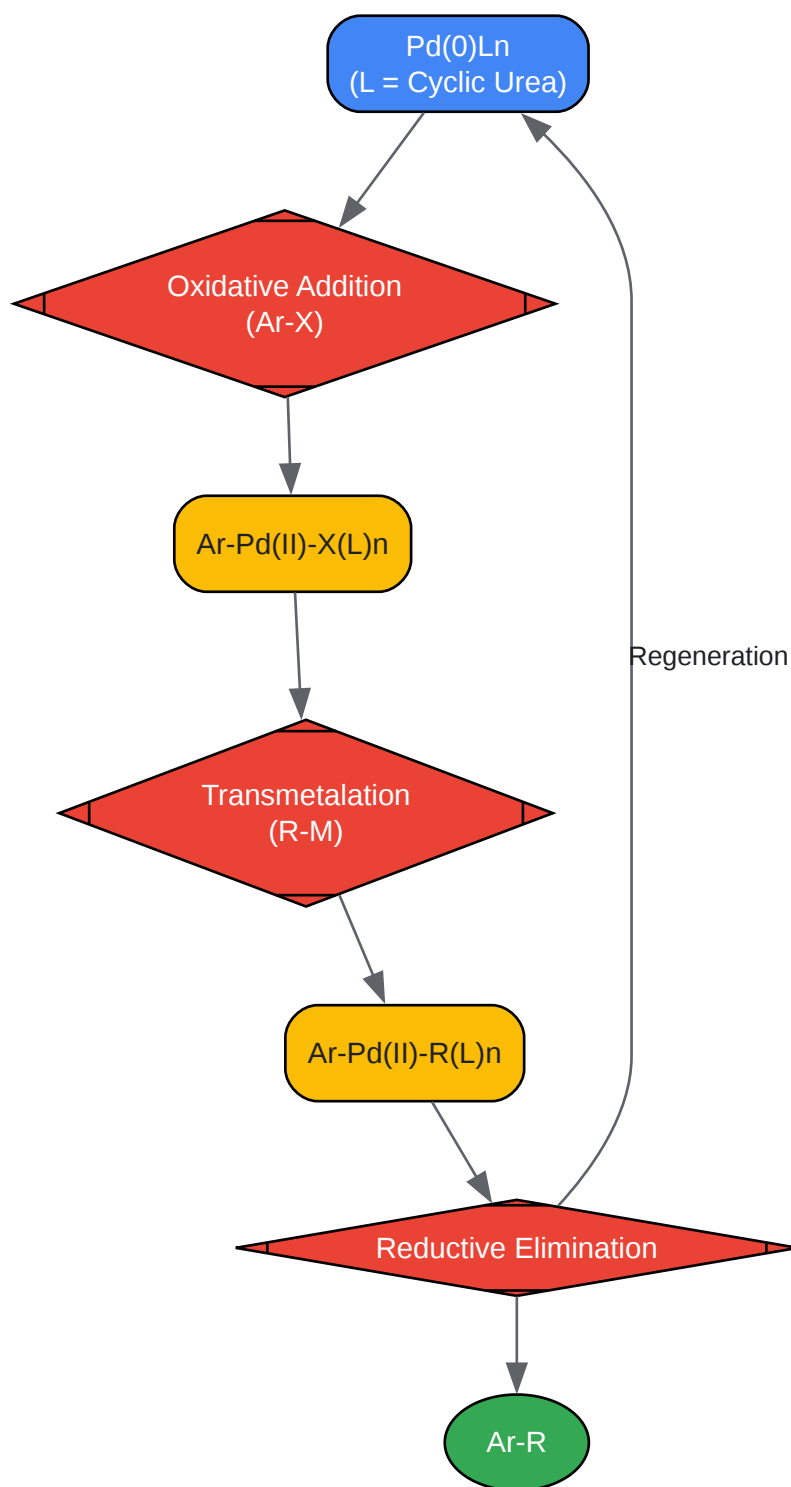 Pd(0)Ln
(L = Cyclic Urea)
Oxidative Addition
(Ar-X)
Ar-Pd(II)-X(L)n
Regeneration
Transmetalation
(R-M)
Ar-Pd(II)-R(L)n
Reductive Elimination
Ar-R